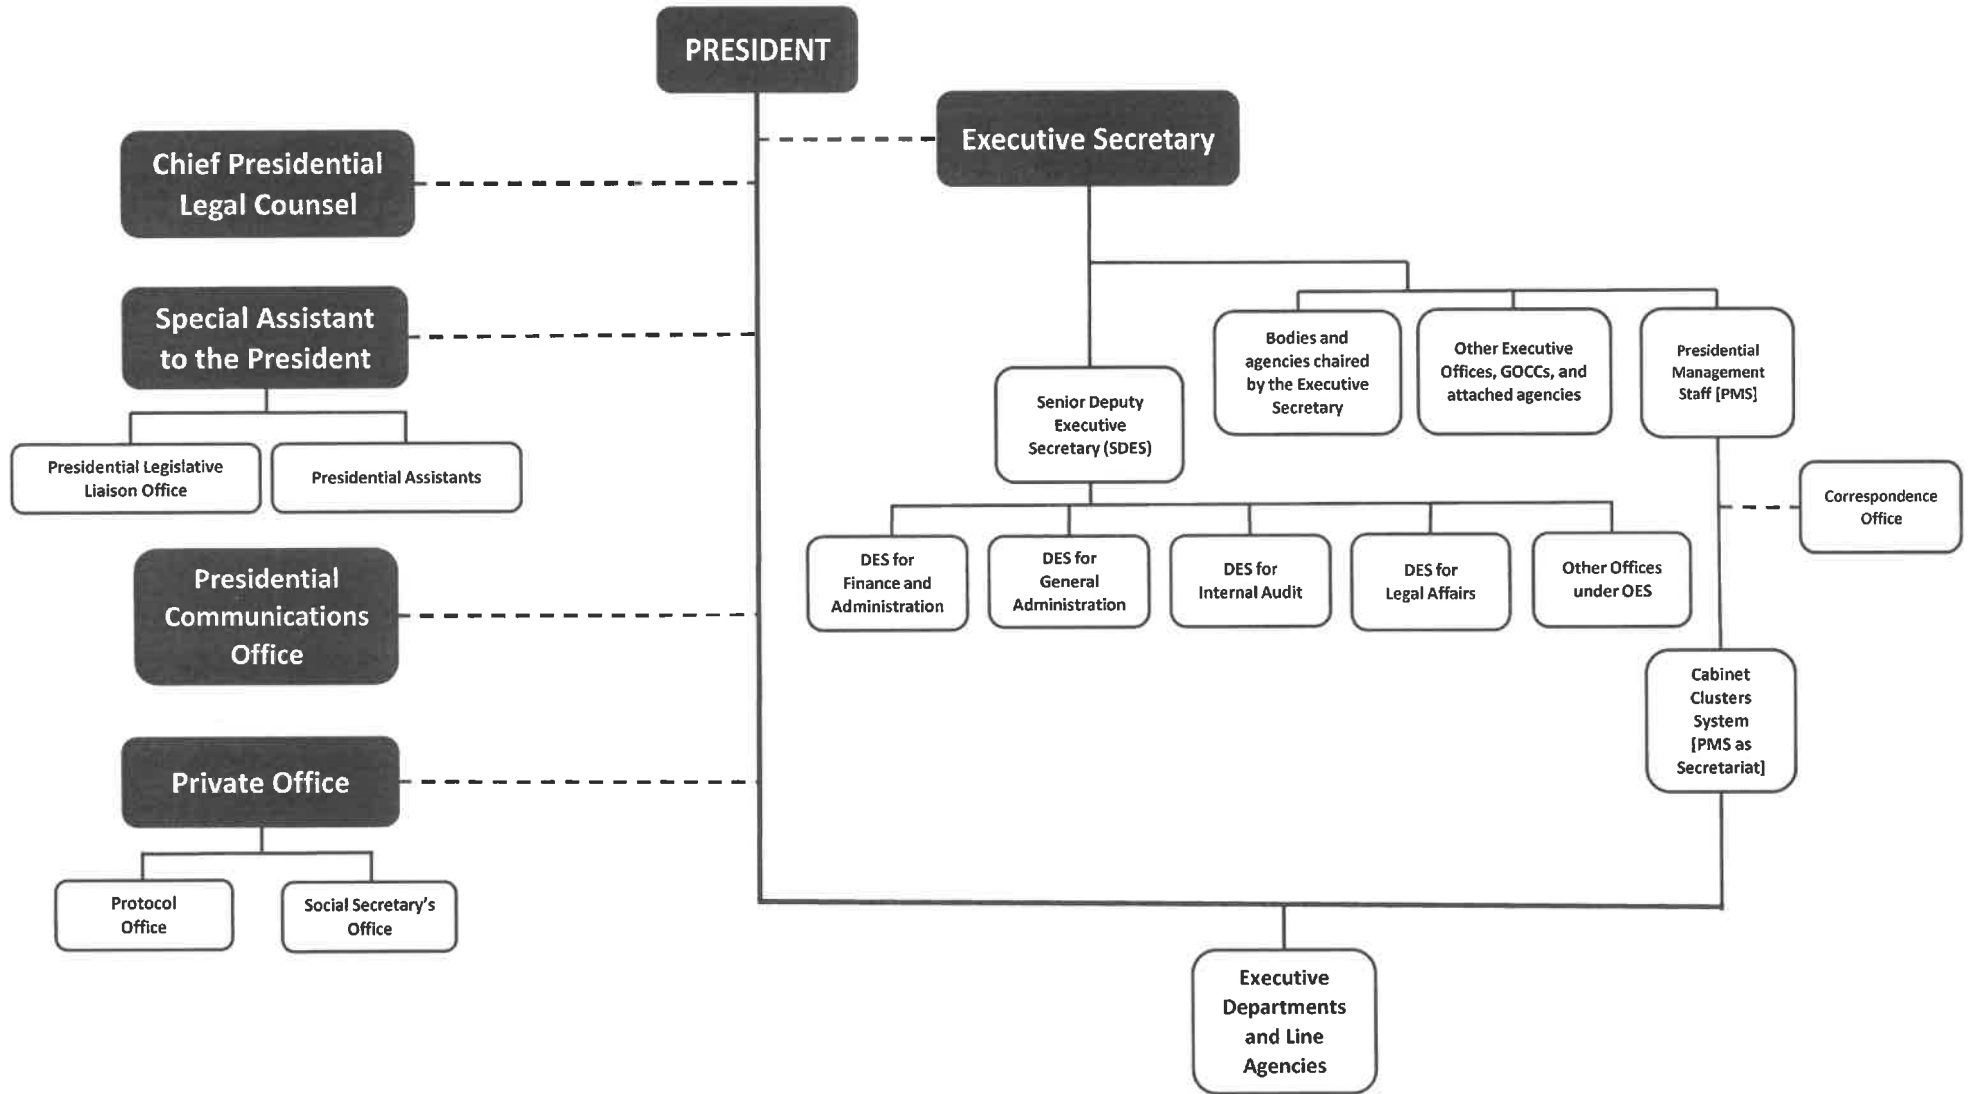 PRESIDENT
Executive Secretary
Chief Presidential
Legal Counsel
Special Assistant
to the President
Presidential Legislative
Liaison Office
Presidential Assistants
Presidential
Communications
Office
Private Office
Protocol
Office
Social Secretary's
Office
Bodies and
agencies chaired
by the Executive
Secretary
Other Executive
Offices, GOCCs, and
attached agencies
Presidential
Management
Staff [PMS]
Senior Deputy
Executive
Secretary (SDES)
Correspondence
Office
DES for
Finance and
Administration
DES for
General
Administration
DES for
Internal Audit
DES for
Legal Affairs
Other Offices
under OES
Cabinet
Clusters
System
[PMS as
Secretariat]
Executive
Departments
and Line
Agencies